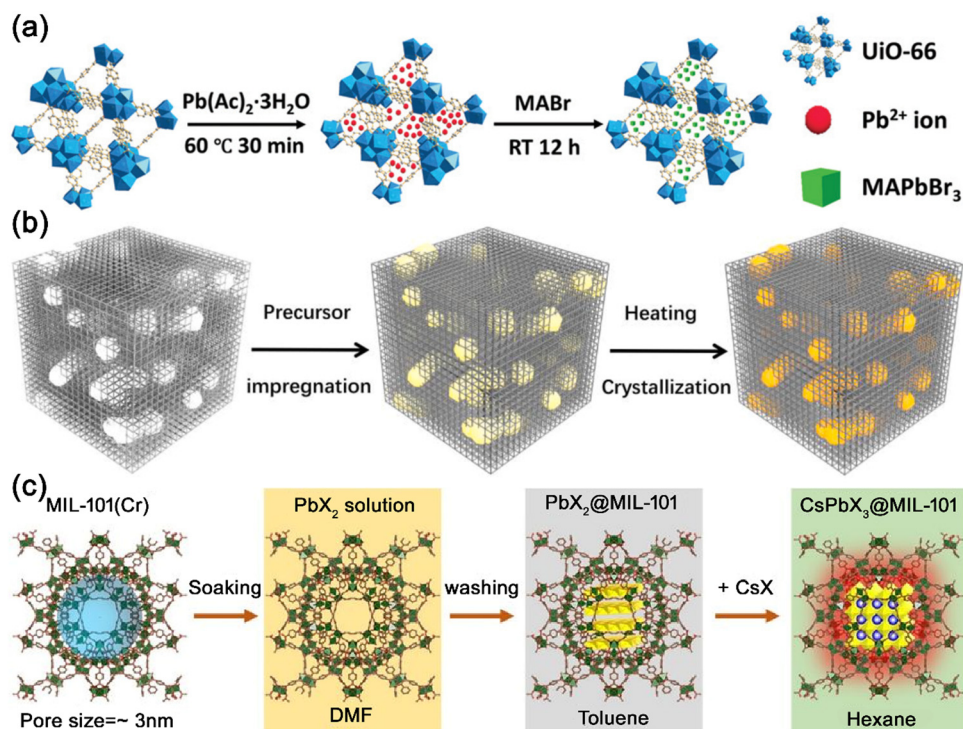 (a)
Pb(Ac)₂·3H₂O
60 ℃ 30 min
MABr
RT 12 h
UiO-66
Pb²⁺ ion
MAPbBr₃
(b)
Precursor
impregnation
Heating
Crystallization
(c)
MIL-101(Cr)
Pore size=~ 3nm
Soaking
PbX₂ solution
DMF
washing
PbX₂@MIL-101
Toluene
+ CsX
CsPbX₃@MIL-101
Hexane